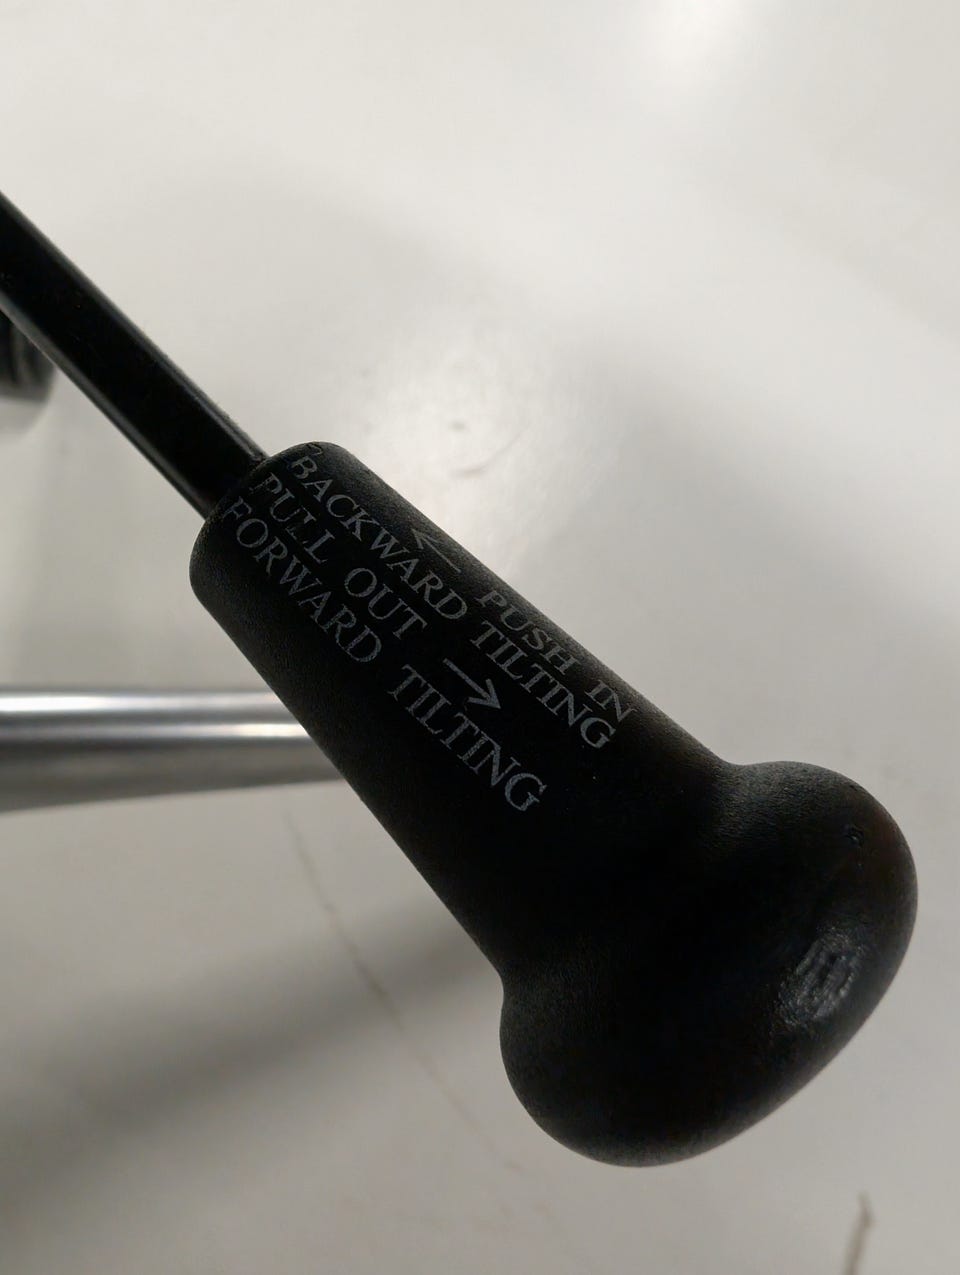 ← PUSH IN
BACKWARD TILTING
PULL OUT →
FORWARD TILTING